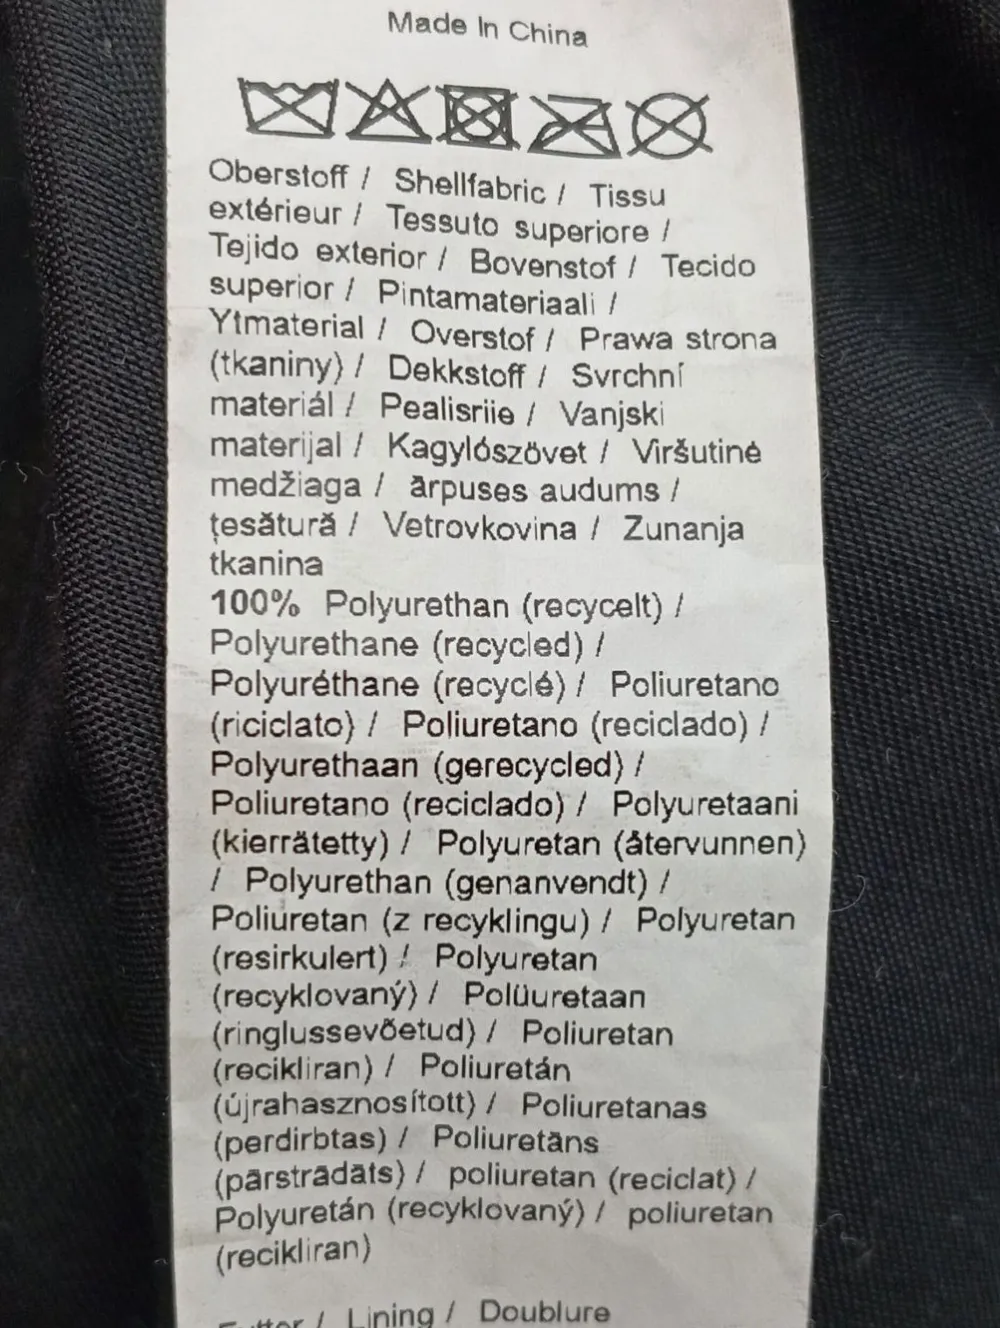 Made In China
Oberstoff / Shellfabric / Tissu
extérieur / Tessuto superiore /
Tejido exterior / Bovenstof / Tecido
superior / Pintamateriaali /
Ytmaterial / Overstof / Prawa strona
(tkaniny) / Dekkstoff / Svrchní
materiál / Pealisriie / Vanjski
materijal / Kagylószövet / Viršutinė
medžiaga / ārpuses audums /
țesătură / Vetrovkovina / Zunanja
tkanina
100% Polyurethan (recycelt) /
Polyurethane (recycled) /
Polyuréthane (recyclé) / Poliuretano
(riciclato) / Poliuretano (reciclado) /
Polyurethaan (gerecycled) /
Poliuretano (reciclado) / Polyuretaani
(kierrätetty) / Polyuretan (återvunnen)
/ Polyurethan (genanvendt) /
Poliuretan (z recyklingu) / Polyuretan
(resirkulert) / Polyuretan
(recyklovaný) / Polüuretaan
(ringlussevõetud) / Poliuretan
(recikliran) / Poliuretán
(újrahasznosított) / Poliuretanas
(perdirbtas) / Poliuretāns
(pārstrādāts) / poliuretan (reciclat) /
Polyuretán (recyklovaný) / poliuretan
(recikliran)
/ Lining / Doublure